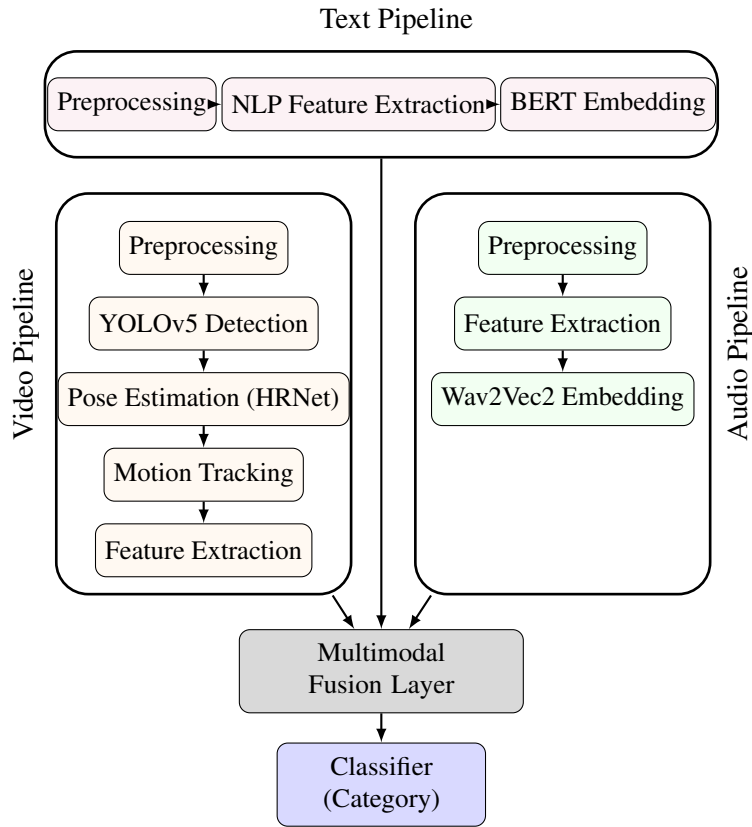 Text Pipeline
Preprocessing
NLP Feature Extraction
BERT Embedding
Video Pipeline
Preprocessing
YOLOv5 Detection
Pose Estimation (HRNet)
Motion Tracking
Feature Extraction
Preprocessing
Feature Extraction
Wav2Vec2 Embedding
Audio Pipeline
Multimodal
Fusion Layer
Classifier
(Category)